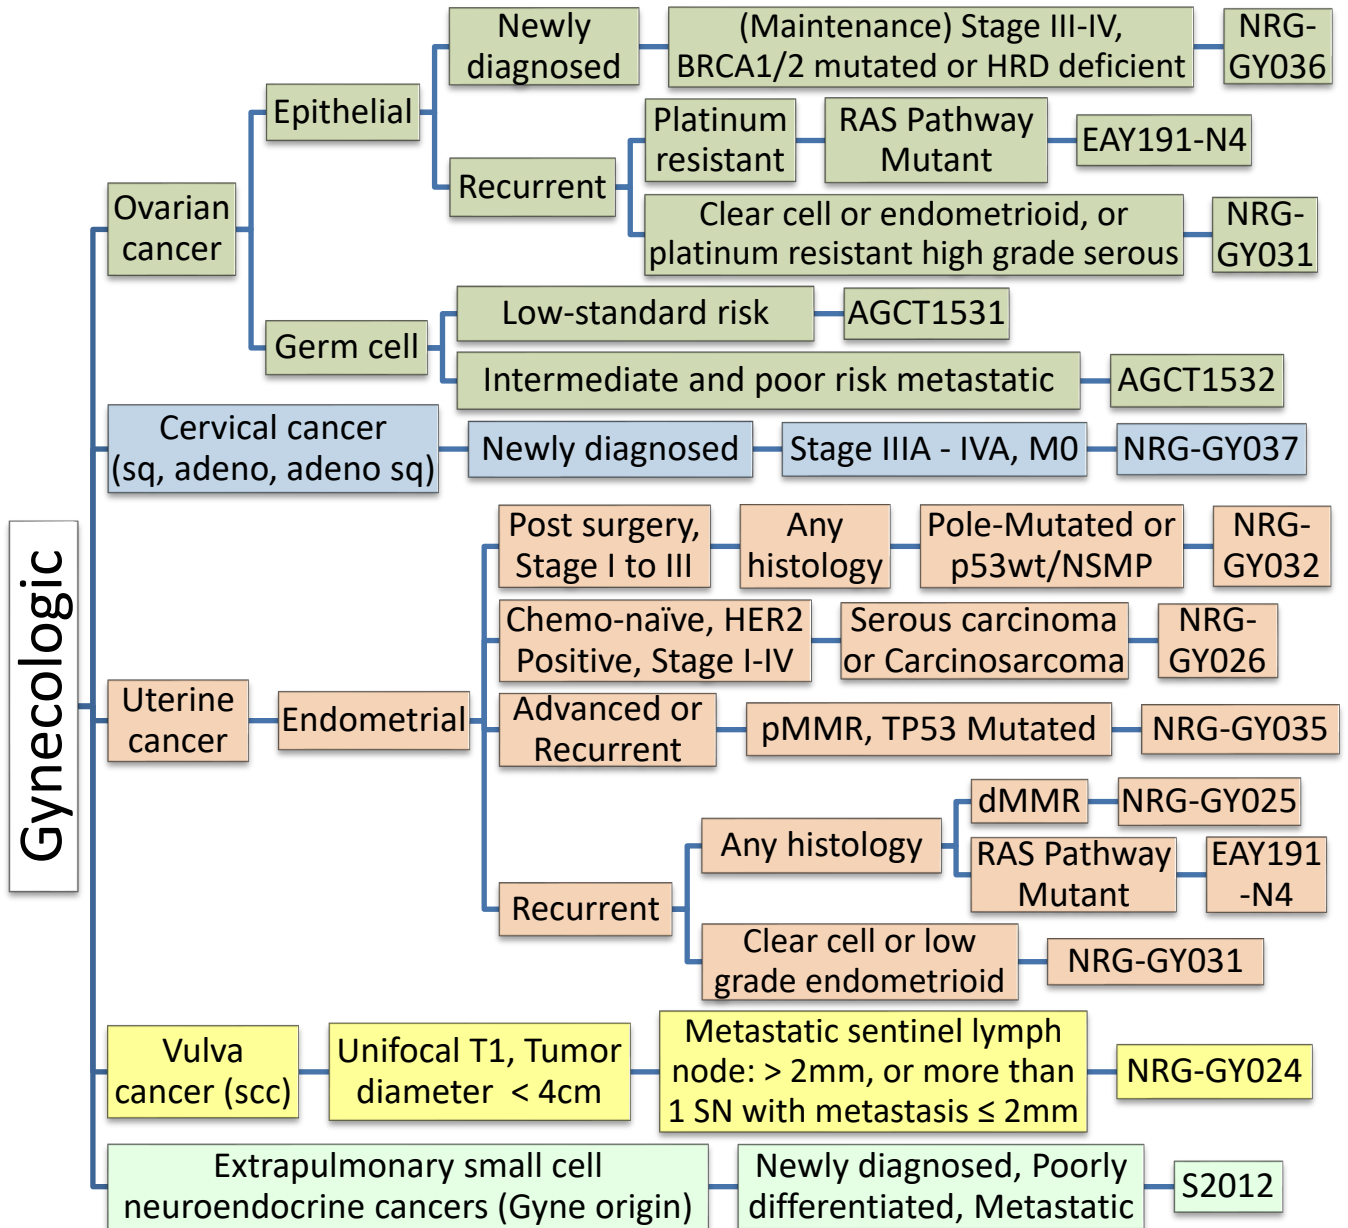 Gynecologic
Ovarian
cancer
Epithelial
Newly
diagnosed
(Maintenance) Stage III-IV,
BRCA1/2 mutated or HRD deficient
NRG-
GY036
Recurrent
Platinum
resistant
RAS Pathway
Mutant
EAY191-N4
Clear cell or endometrioid, or
platinum resistant high grade serous
NRG-
GY031
Germ cell
Low-standard risk
AGCT1531
Intermediate and poor risk metastatic
AGCT1532
Cervical cancer
(sq, adeno, adeno sq)
Newly diagnosed
Stage IIIA - IVA, M0
NRG-GY037
Uterine
cancer
Endometrial
Post surgery,
Stage I to III
Any
histology
Pole-Mutated or
p53wt/NSMP
NRG-
GY032
Chemo-naïve, HER2
Positive, Stage I-IV
Serous carcinoma
or Carcinosarcoma
NRG-
GY026
Advanced or
Recurrent
pMMR, TP53 Mutated
NRG-GY035
Recurrent
Any histology
dMMR
NRG-GY025
RAS Pathway
Mutant
EAY191
-N4
Clear cell or low
grade endometrioid
NRG-GY031
Vulva
cancer (scc)
Unifocal T1, Tumor
diameter < 4cm
Metastatic sentinel lymph
node: > 2mm, or more than
1 SN with metastasis ≤ 2mm
NRG-GY024
Extrapulmonary small cell
neuroendocrine cancers (Gyne origin)
Newly diagnosed, Poorly
differentiated, Metastatic
S2012